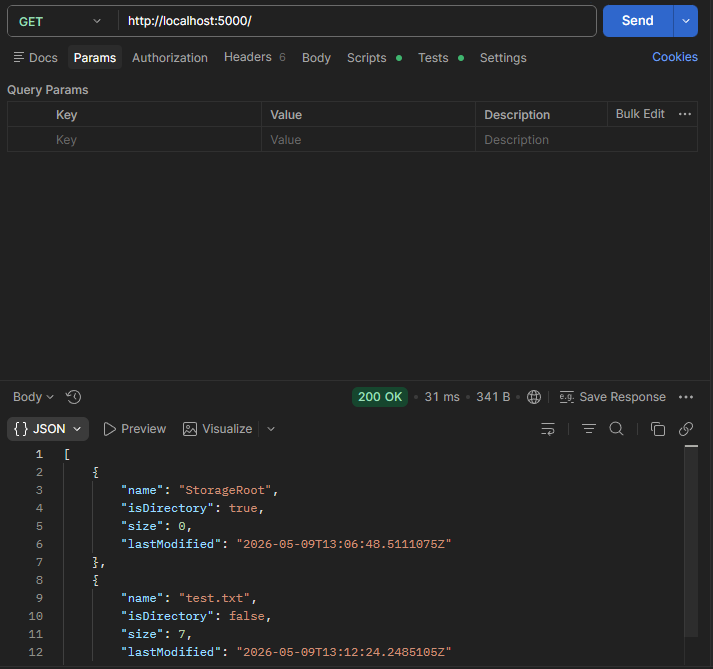 GET http://localhost:5000/ Send
Docs Params Authorization Headers 6 Body Scripts Tests Settings Cookies
Query Params
Key Value Description Bulk Edit
Key Value Description
Body 200 OK 31 ms 341 B e.g. Save Response
{} JSON Preview Visualize
1 [
2 {
3 "name": "StorageRoot",
4 "isDirectory": true,
5 "size": 0,
6 "lastModified": "2026-05-09T13:06:48.5111075Z"
7 },
8 {
9 "name": "test.txt",
10 "isDirectory": false,
11 "size": 7,
12 "lastModified": "2026-05-09T13:12:24.2485105Z"